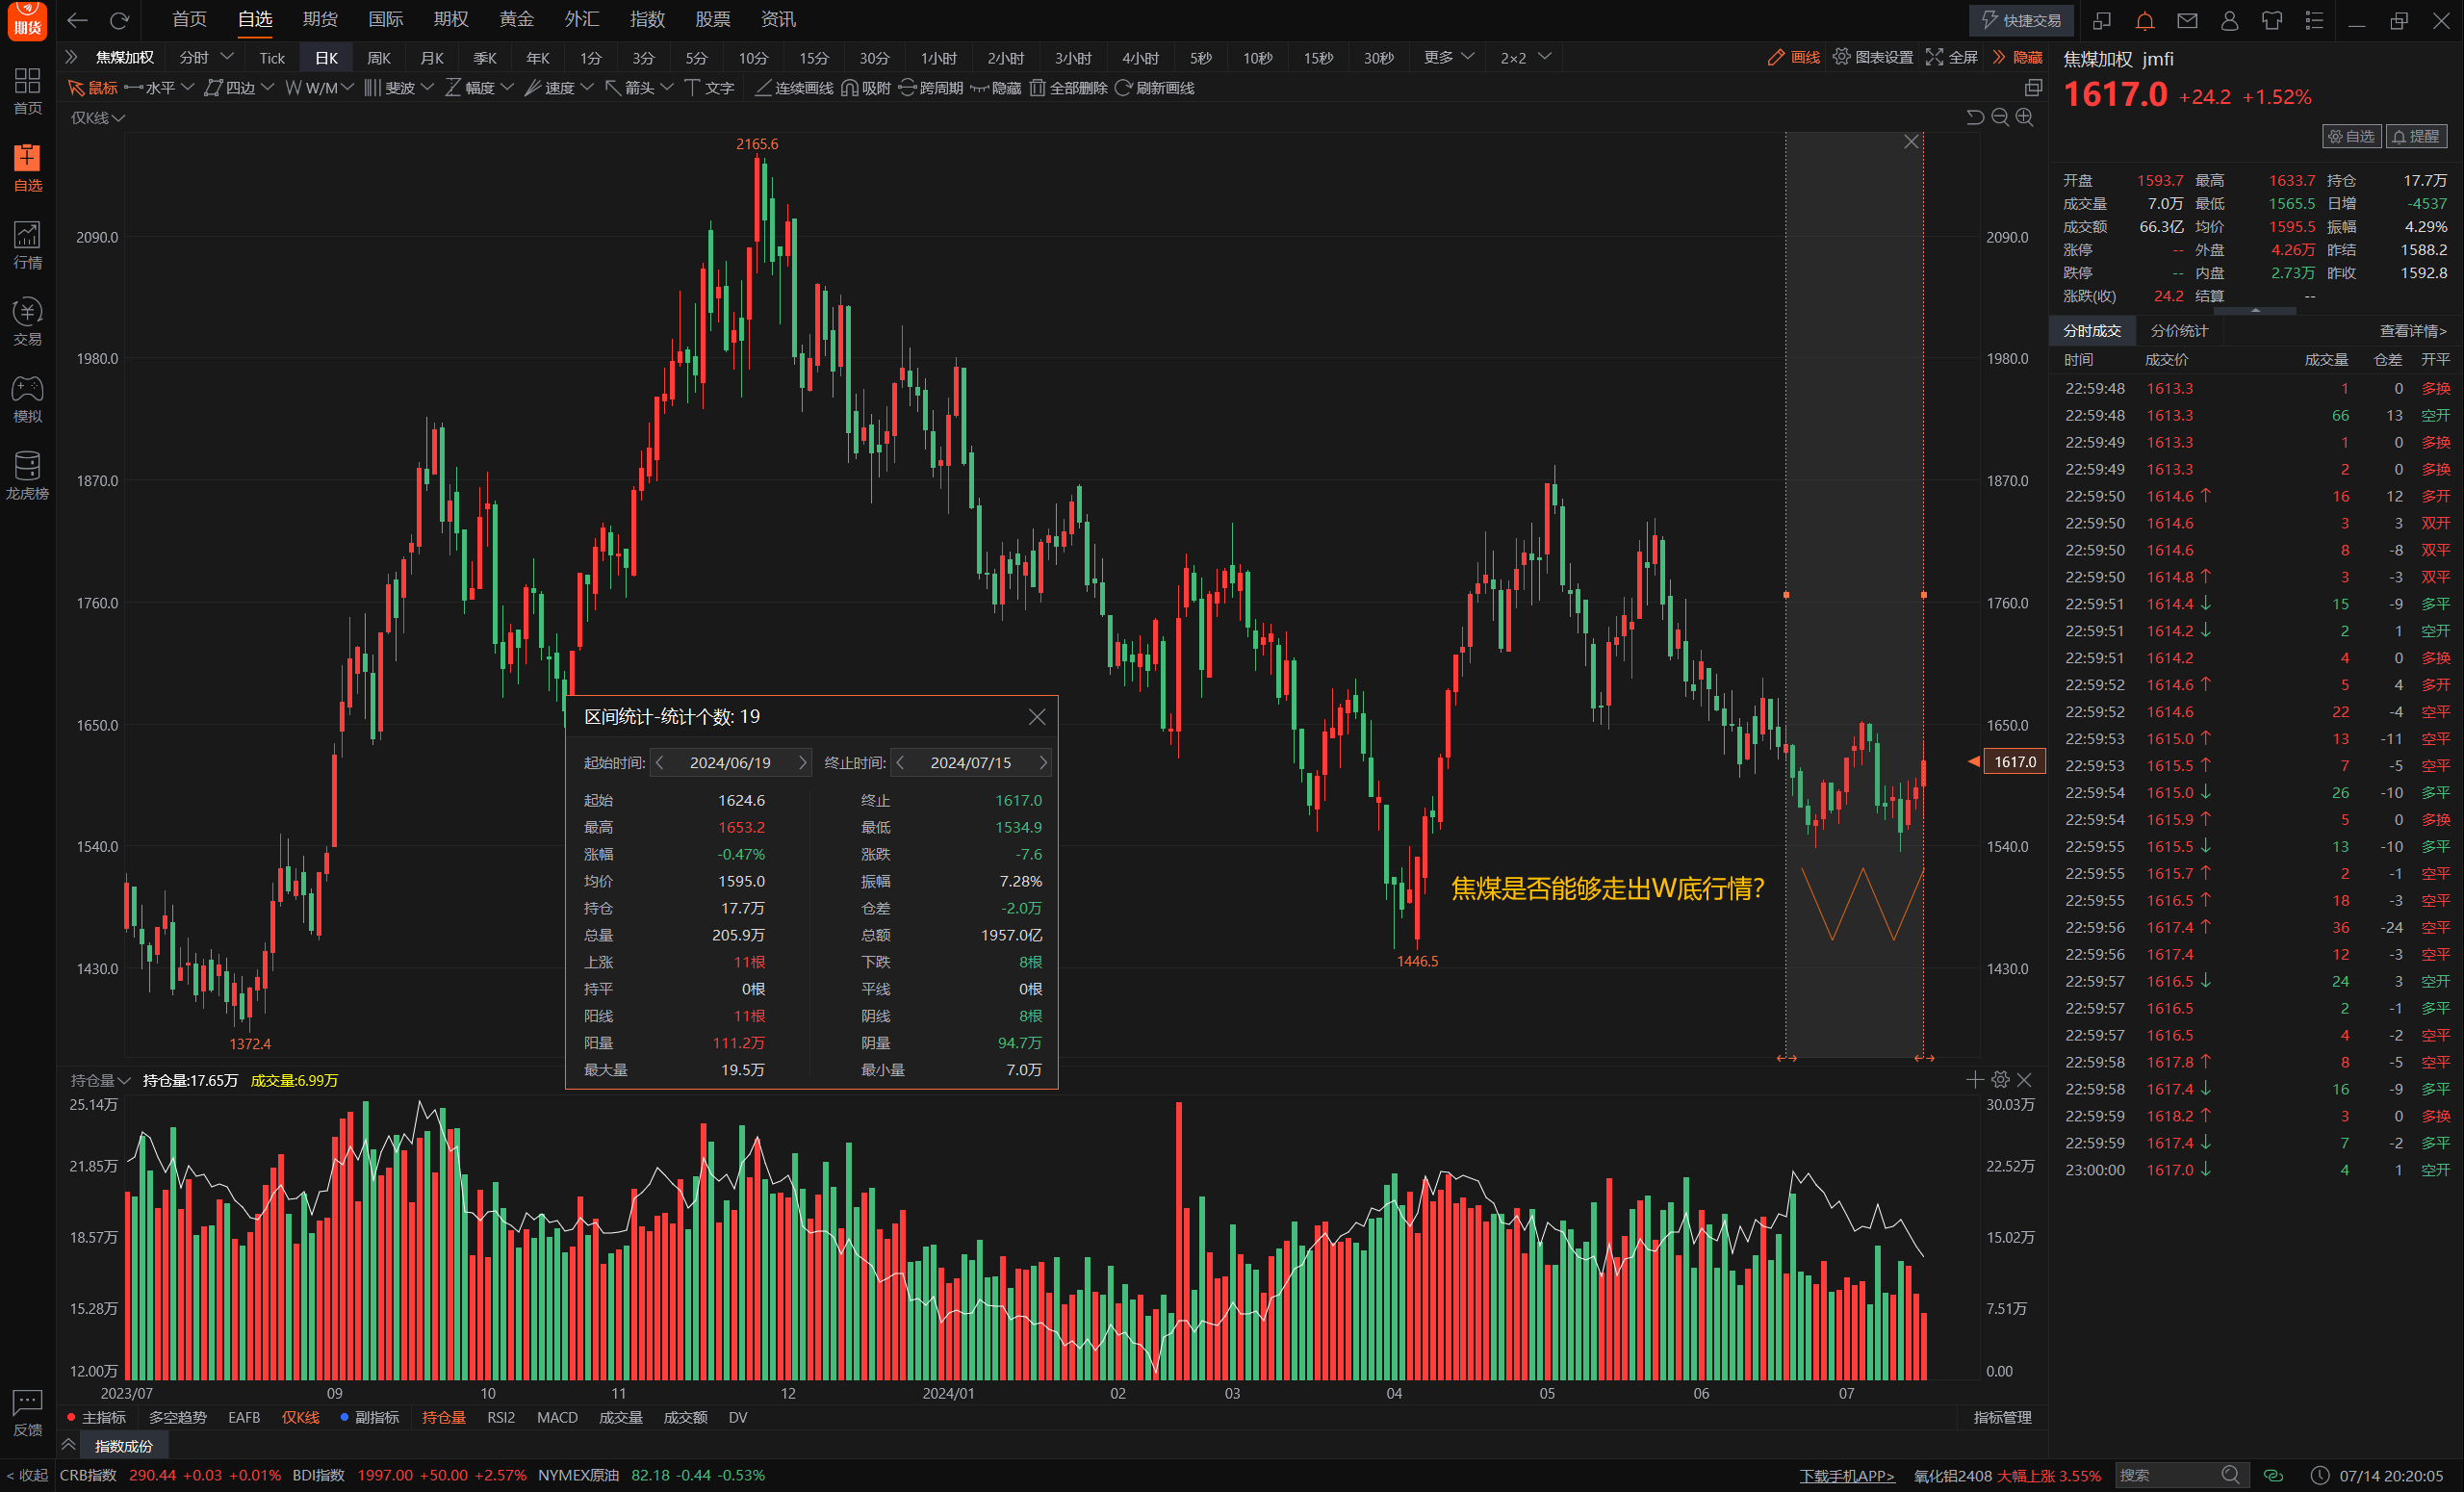 期货
首页 自选 期货 国际 期权 黄金 外汇 指数 股票 资讯
快捷交易
焦煤加权 分时 Tick 日K 周K 月K 季K 年K 1分 3分 5分 10分 15分 30分 1小时 2小时 3小时 4小时 5秒 10秒 15秒 30秒 更多 2×2
画线 图表设置 全屏 隐藏
鼠标 水平 四边 W/M 斐波 幅度 速度 箭头 文字 连续画线 吸附 跨周期 隐藏 全部删除 刷新画线
仅K线
首页
自选
行情
交易
模拟
龙虎榜
反馈
2165.6
2090.0 2090.0
1980.0 1980.0
1870.0 1870.0
1760.0 1760.0
1650.0 1650.0
1617.0
1540.0 1540.0
1430.0 1430.0
1446.5
1372.4
焦煤是否能够走出W底行情?
区间统计-统计个数: 19
起始时间: 2024/06/19 终止时间: 2024/07/15
起始 1624.6 终止 1617.0
最高 1653.2 最低 1534.9
涨幅 -0.47% 涨跌 -7.6
均价 1595.0 振幅 7.28%
持仓 17.7万 仓差 -2.0万
总量 205.9万 总额 1957.0亿
上涨 11根 下跌 8根
持平 0根 平线 0根
阳线 11根 阴线 8根
阳量 111.2万 阴量 94.7万
最大量 19.5万 最小量 7.0万
持仓量 持仓量:17.65万 成交量:6.99万
25.14万 30.03万
21.85万 22.52万
18.57万 15.02万
15.28万 7.51万
12.00万 0.00
2023/07 09 10 11 12 2024/01 02 03 04 05 06 07
主指标 多空趋势 EAFB 仅K线 副指标 持仓量 RSI2 MACD 成交量 成交额 DV 指标管理
指数成份
焦煤加权 jmfi
1617.0 +24.2 +1.52%
自选 提醒
开盘 1593.7 最高 1633.7 持仓 17.7万
成交量 7.0万 最低 1565.5 日增 -4537
成交额 66.3亿 均价 1595.5 振幅 4.29%
涨停 -- 外盘 4.26万 昨结 1588.2
跌停 -- 内盘 2.73万 昨收 1592.8
涨跌(收) 24.2 结算 --
分时成交 分价统计 查看详情>
时间 成交价 成交量 仓差 开平
22:59:48 1613.3 1 0 多换
22:59:48 1613.3 66 13 空开
22:59:49 1613.3 1 0 多换
22:59:49 1613.3 2 0 多换
22:59:50 1614.6 ↑ 16 12 多开
22:59:50 1614.6 3 3 双开
22:59:50 1614.6 8 -8 双平
22:59:50 1614.8 ↑ 3 -3 双平
22:59:51 1614.4 ↓ 15 -9 多平
22:59:51 1614.2 ↓ 2 1 空开
22:59:51 1614.2 4 0 多换
22:59:52 1614.6 ↑ 5 4 多开
22:59:52 1614.6 22 -4 空平
22:59:53 1615.0 ↑ 13 -11 空平
22:59:53 1615.5 ↑ 7 -5 空平
22:59:54 1615.0 ↓ 26 -10 多平
22:59:54 1615.9 ↑ 5 0 多换
22:59:55 1615.5 ↓ 13 -10 多平
22:59:55 1615.7 ↑ 2 -1 空平
22:59:55 1616.5 ↑ 18 -3 空平
22:59:56 1617.4 ↑ 36 -24 空平
22:59:56 1617.4 12 -3 空平
22:59:57 1616.5 ↓ 24 3 空开
22:59:57 1616.5 2 -1 多平
22:59:57 1616.5 4 -2 空平
22:59:58 1617.8 ↑ 8 -5 空平
22:59:58 1617.4 ↓ 16 -9 多平
22:59:59 1618.2 ↑ 3 0 多换
22:59:59 1617.4 ↓ 7 -2 多平
23:00:00 1617.0 ↓ 4 1 空开
< 收起 CRB指数 290.44 +0.03 +0.01% BDI指数 1997.00 +50.00 +2.57% NYMEX原油 82.18 -0.44 -0.53%
下载手机APP> 氧化铝2408 大幅上涨 3.55% 搜索 07/14 20:20:05